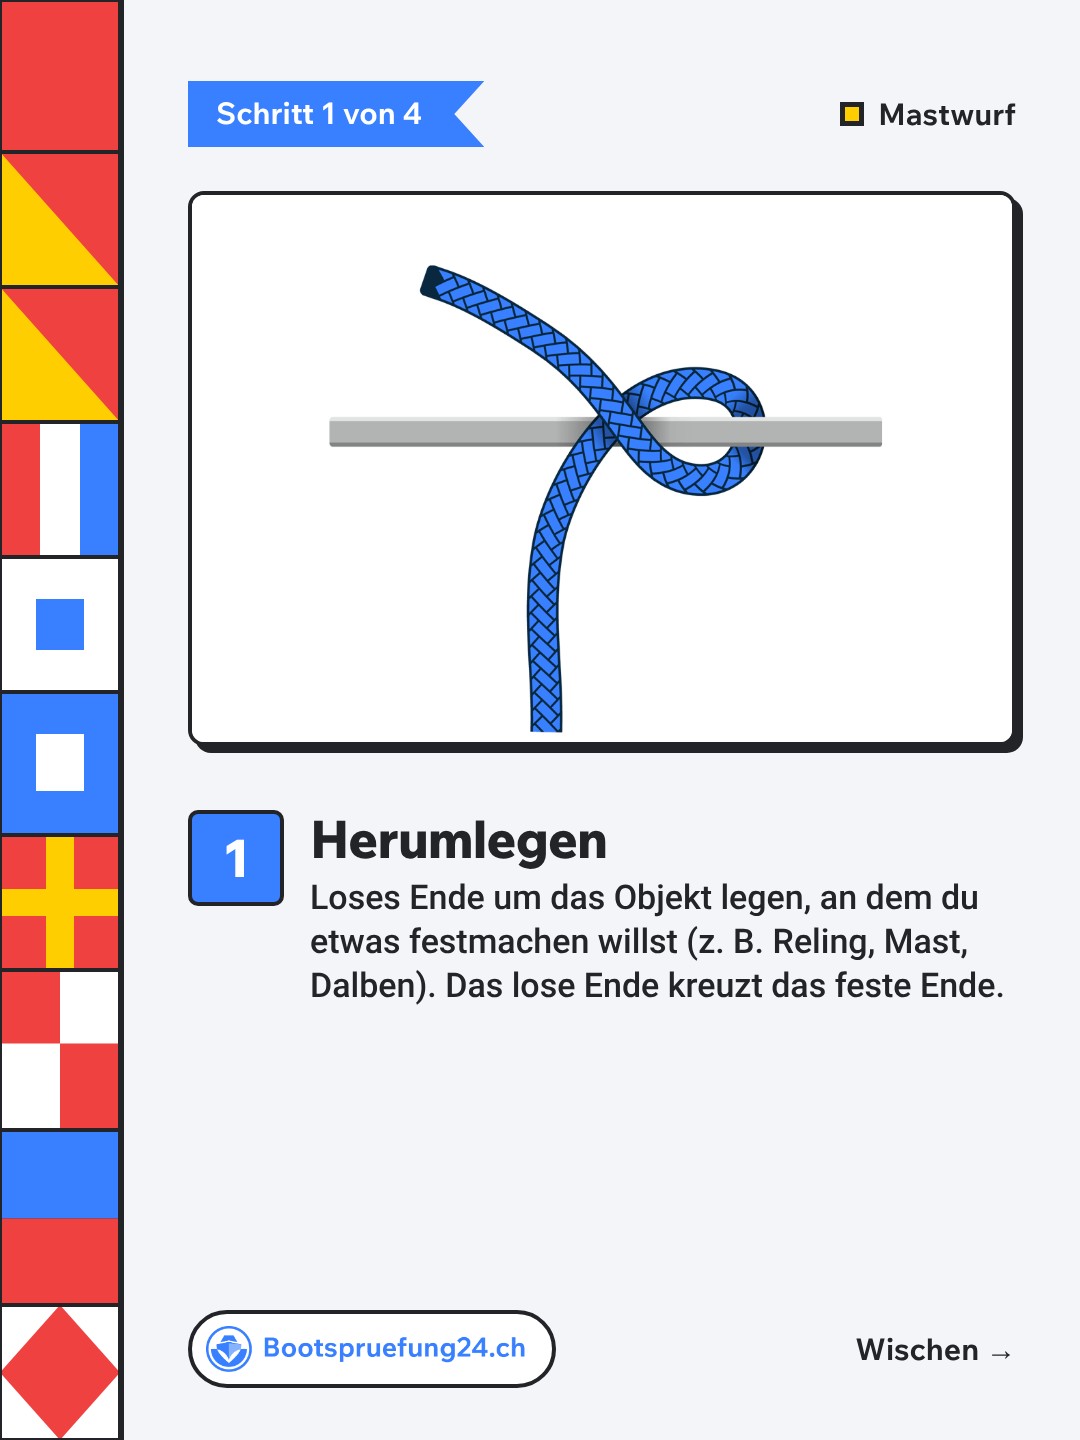 Schritt 1 von 4
Mastwurf
1
Herumlegen
Loses Ende um das Objekt legen, an dem du
etwas festmachen willst (z. B. Reling, Mast,
Dalben). Das lose Ende kreuzt das feste Ende.
Bootspruefung24.ch
Wischen →